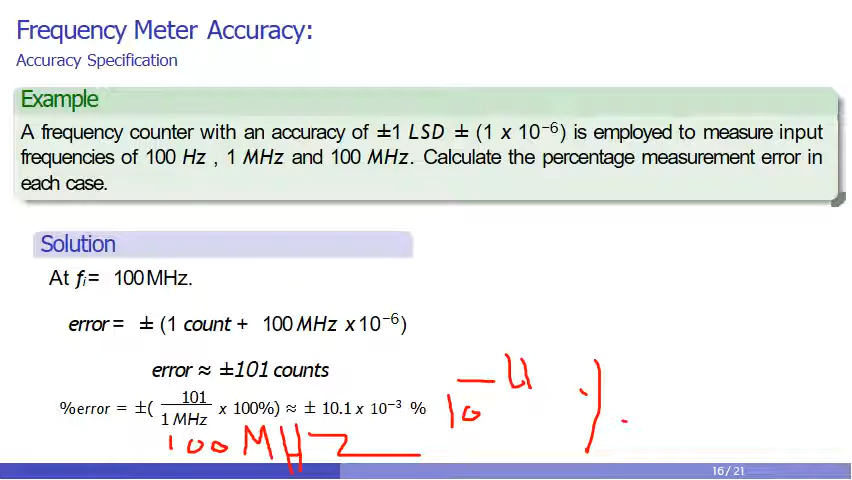 Frequency Meter Accuracy:
Accuracy Specification
Example
A frequency counter with an accuracy of ±1 LSD ± (1 x 10⁻⁶) is employed to measure input
frequencies of 100 Hz , 1 MHz and 100 MHz. Calculate the percentage measurement error in
each case.
Solution
At fᵢ= 100MHz.
error = ± (1 count + 100 MHz x10⁻⁶)
error ≈ ±101 counts
%error = ±( 101/1 MHz x 100%) ≈ ± 10.1 x 10⁻³ %
100 MHz
10
16 / 21